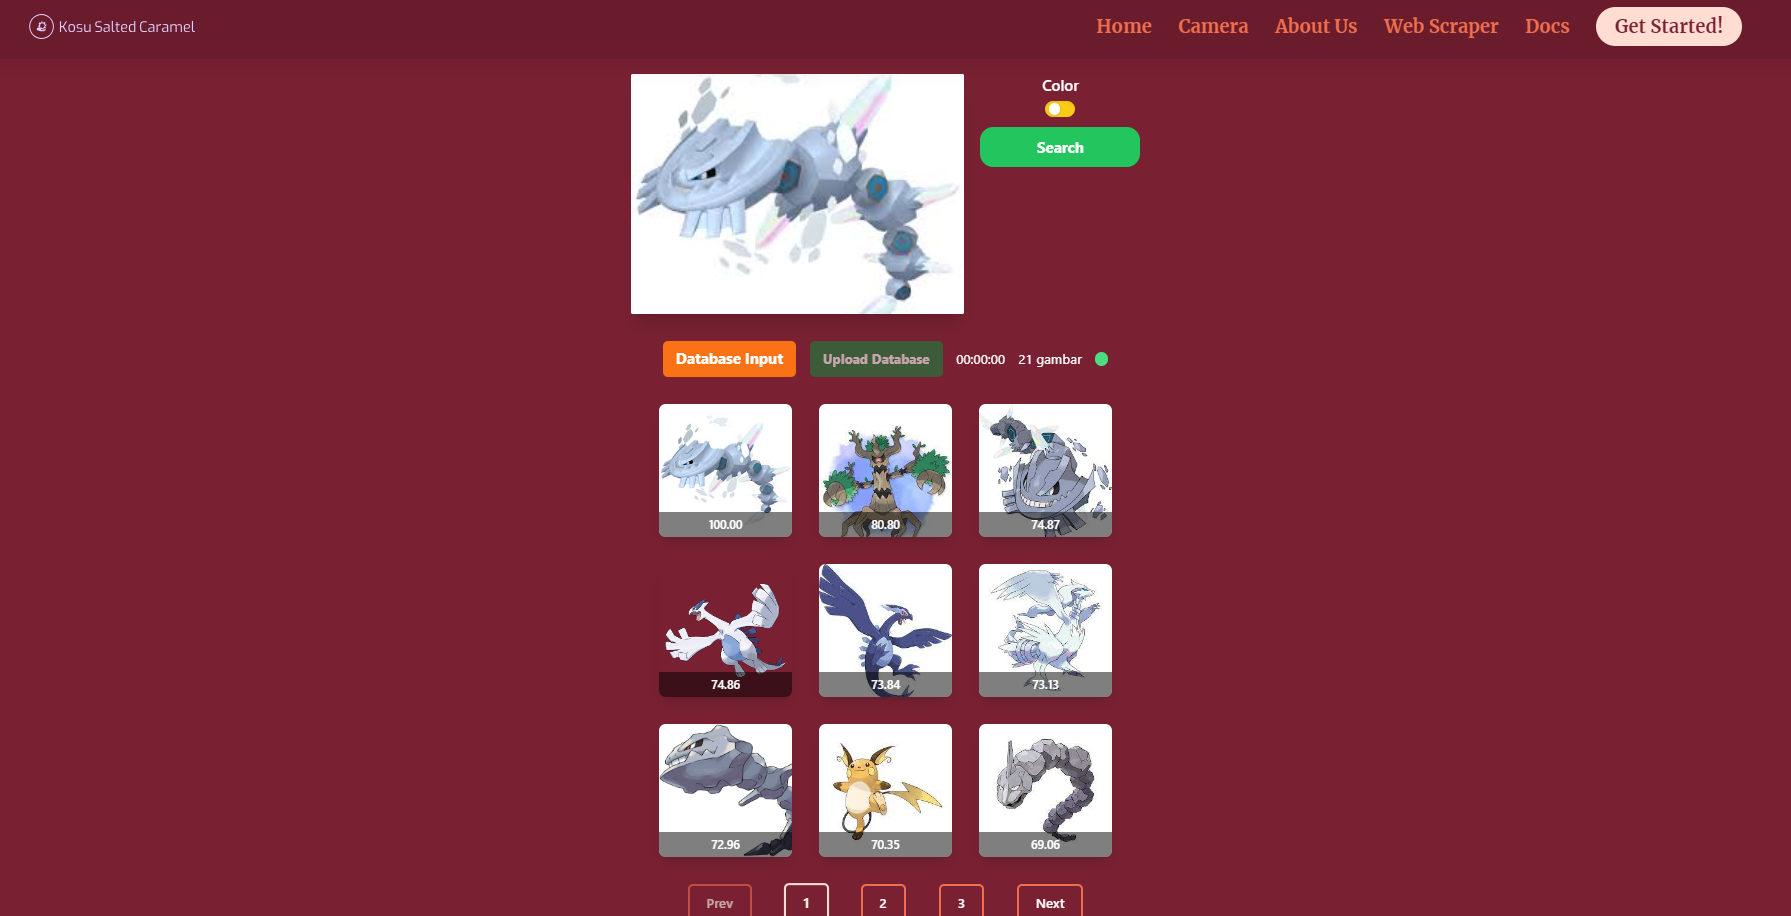 Kosu Salted Caramel
Home Camera About Us Web Scraper Docs Get Started!
Color
Search
Database Input Upload Database 00:00:00 21 gambar
100.00 80.80 74.87
74.86 73.84 73.13
72.96 70.35 69.06
Prev 1 2 3 Next